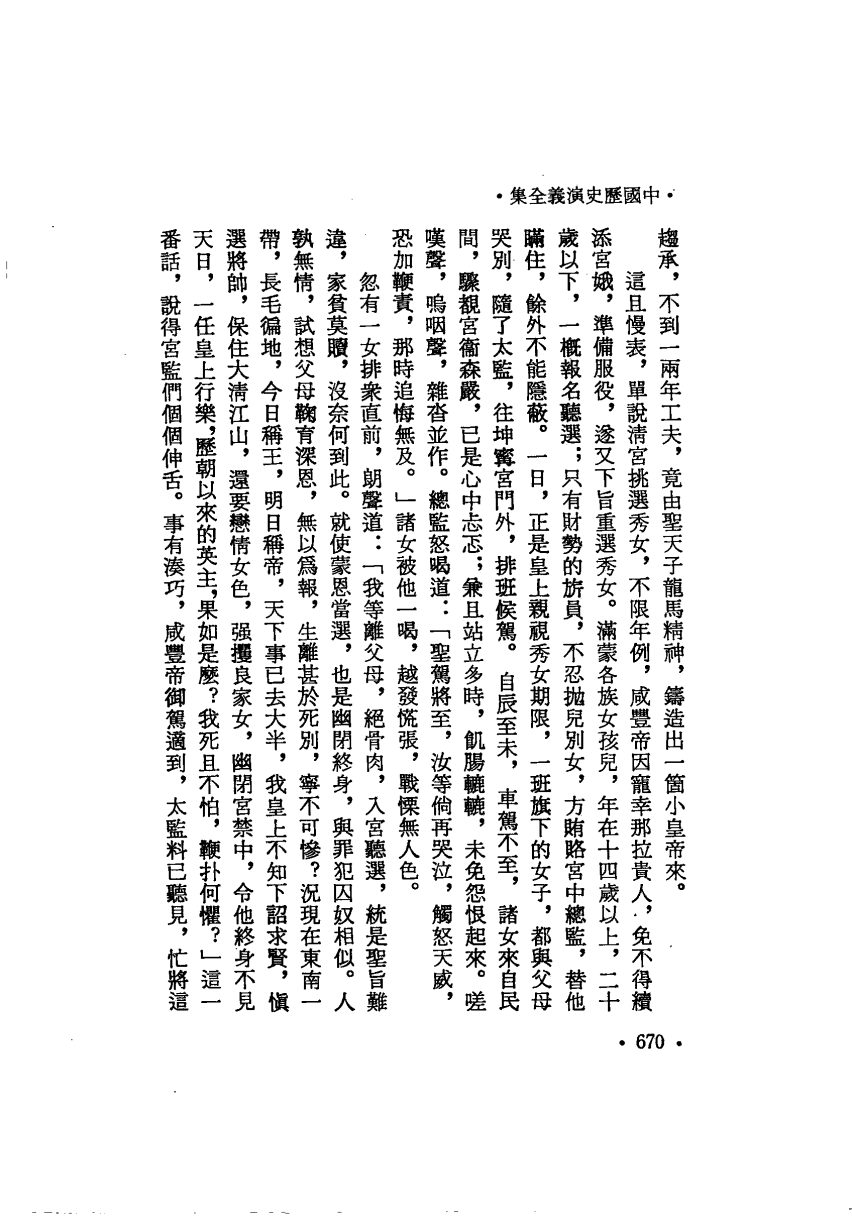 ・中國歷史演義全集・
趨承，不到一兩年工夫，竟由聖天子龍馬精神，鑄造出一箇小皇帝來。
這且慢表，單說清宮挑選秀女，不限年例，咸豐帝因寵幸那拉貴人，免不得續
添宮娥，準備服役，遂又下旨重選秀女。滿蒙各族女孩兒，年在十四歲以上，二十
歲以下，一概報名聽選；只有財勢的旂員，不忍拋兒別女，方賄賂宮中總監，替他
瞞住，餘外不能隱蔽。一日，正是皇上親視秀女期限，一班旗下的女子，都與父母
哭別，隨了太監，往坤寗宮門外，排班候駕。自辰至未，車駕不至，諸女來自民
間，驟覩宮衞森嚴，已是心中忐忑；兼且站立多時，飢腸轆轆，未免怨恨起來。嗟
嘆聲，嗚咽聲，雜沓並作。總監怒喝道：「聖駕將至，汝等倘再哭泣，觸怒天威，
恐加鞭責，那時追悔無及。」諸女被他一喝，越發慌張，戰慄無人色。
忽有一女排衆直前，朗聲道：「我等離父母，絕骨肉，入宮聽選，統是聖旨難
違，家貧莫贖，沒奈何到此。就使蒙恩當選，也是幽閉終身，與罪犯囚奴相似。人
孰無情，試想父母鞠育深恩，無以爲報，生離甚於死別，寧不可慘？況現在東南一
帶，長毛徧地，今日稱王，明日稱帝，天下事已去大半，我皇上不知下詔求賢，愼
選將帥，保住大清江山，還要戀情女色，强攫良家女，幽閉宮禁中，令他終身不見
天日，一任皇上行樂，歷朝以來的英主，果如是麼？我死且不怕，鞭扑何懼？」這一
番話，說得宮監們個個伸舌。事有湊巧，咸豐帝御駕適到，太監料已聽見，忙將這
・670・